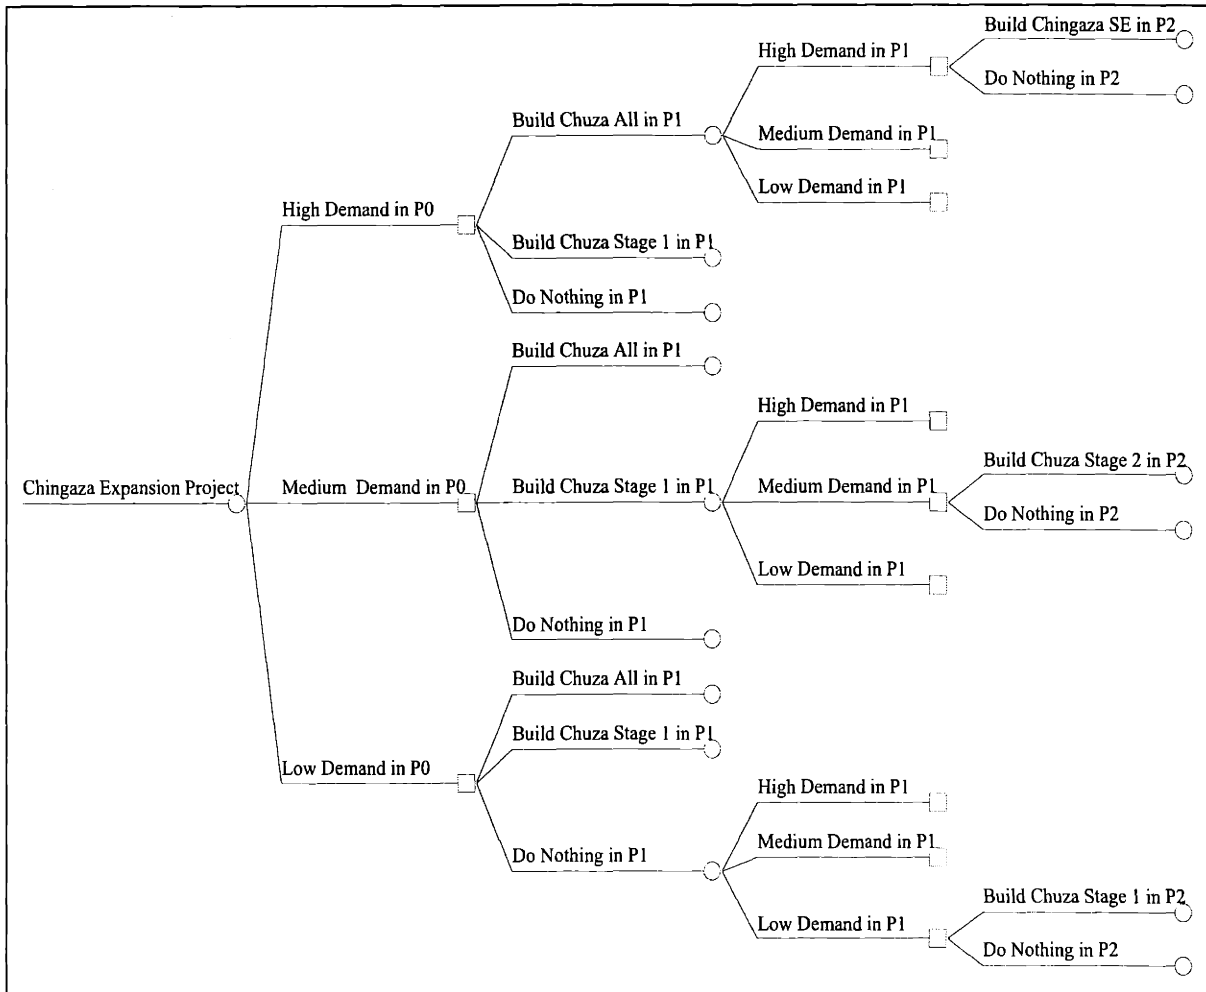 Build Chingaza SE in P2
High Demand in P1
Do Nothing in P2
Build Chuza All in P1
Medium Demand in P1
Low Demand in P1
High Demand in P0
Build Chuza Stage 1 in P1
Do Nothing in P1
Build Chuza All in P1
High Demand in P1
Build Chuza Stage 2 in P2
Chingaza Expansion Project
Medium Demand in P0
Build Chuza Stage 1 in P1
Medium Demand in P1
Do Nothing in P2
Low Demand in P1
Do Nothing in P1
Build Chuza All in P1
Build Chuza Stage 1 in P1
Low Demand in P0
High Demand in P1
Medium Demand in P1
Do Nothing in P1
Build Chuza Stage 1 in P2
Low Demand in P1
Do Nothing in P2